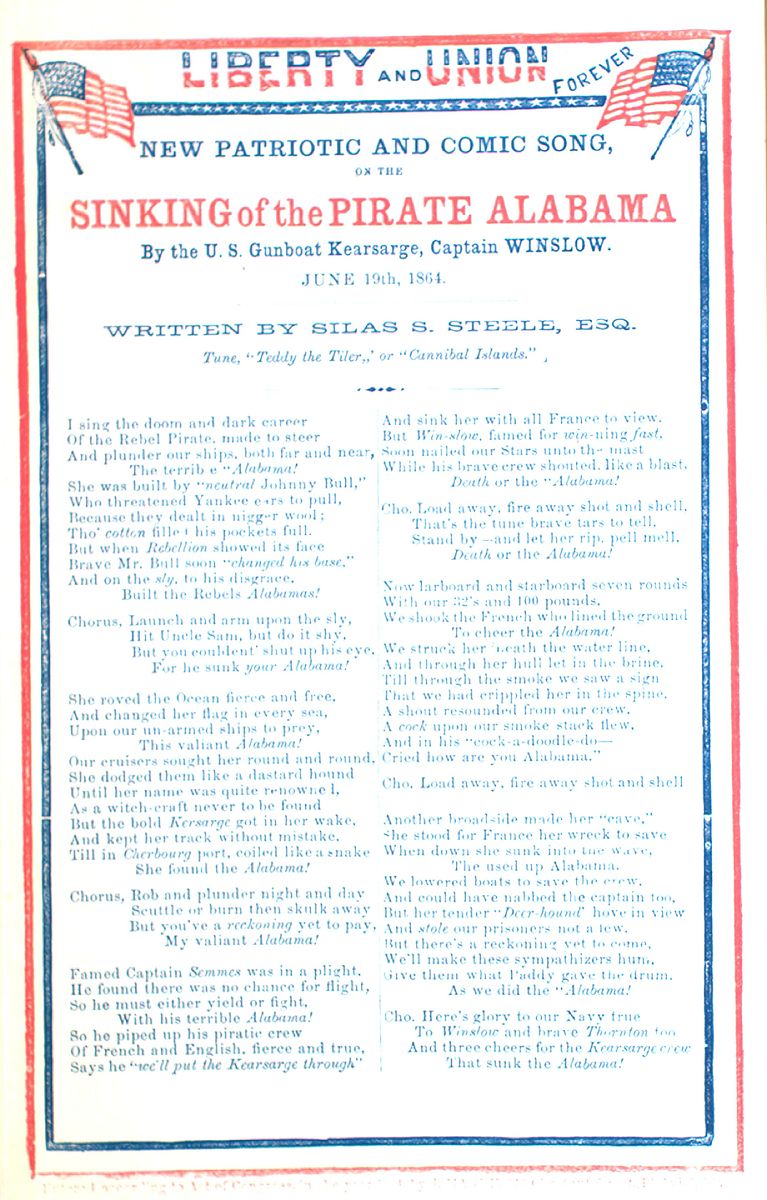 LIBERTY AND UNION FOREVER
NEW PATRIOTIC AND COMIC SONG,
ON THE
SINKING of the PIRATE ALABAMA
By the U. S. Gunboat Kearsarge, Captain WINSLOW.
JUNE 19th, 1864.
WRITTEN BY SILAS S. STEELE, ESQ.
Tune, "Teddy the Tiler,,' or "Cannibal Islands."
I sing the doom and dark career
Of the Rebel Pirate, made to steer
And plunder our ships, both far and near,
The terrib e "Alabama!
She was built by "neutral Johnny Bull,"
Who threatened Yankee ears to pull,
Because they dealt in nigger wool;
Tho' cotton filled his pockets full.
But when Rebellion showed its face
Brave Mr. Bull soon "changed his base,"
And on the sly, to his disgrace,
Built the Rebels Alabamas!
Chorus, Launch and arm upon the sly,
Hit Uncle Sam, but do it shy,
But you couldent' shut up his eye,
For he sunk your Alabama!
She roved the Ocean fierce and free,
And changed her flag in every sea,
Upon our un-armed ships to prey,
This valiant Alabama!
Our cruisers sought her round and round,
She dodged them like a dastard hound
Until her name was quite renowne l,
As a witch-craft never to be found
But the bold Kersarge got in her wake,
And kept her track without mistake,
Till in Cherbourg port, coiled like a snake
She found the Alabama!
Chorus, Rob and plunder night and day
Scuttle or burn then skulk away
But you've a reckoning yet to pay,
My valiant Alabama!
Famed Captain Semmes was in a plight,
He found there was no chance for flight,
So he must either yield or fight,
With his terrible Alabama!
So he piped up his piratic crew
Of French and English, fierce and true,
Says he "we'll put the Kearsarge through"
And sink her with all France to view.
But Win-slow, famed for win-ning fast,
Soon nailed our Stars unto the mast
While his brave crew shouted, like a blast,
Death or the "Alabama!
Cho. Load away, fire away shot and shell,
That's the tune brave tars to tell,
Stand by—and let her rip, pell mell,
Death or the Alabama!
Now larboard and starboard seven rounds
With our 32's and 100 pounds,
We shook the French who lined the ground
To cheer the Alabama!
We struck her 'neath the water line,
And through her hull let in the brine,
Till through the smoke we saw a sign
That we had crippled her in the spine.
A shout resounded from our crew,
A cock upon our smoke stack flew,
And in his "cock-a-doodle-do—
Cried how are you Alabama."
Cho. Load away, fire away shot and shell
Another broadside made her "cave,"
She stood for France her wreck to save
When down she sunk into the wave,
The used up Alabama.
We lowered boats to save the crew,
And could have nabbed the captain too,
But her tender "Deer-hound' hove in view
And stole our prisoners not a few.
But there's a reckoning yet to come,
We'll make these sympathizers hum,
Give them what Paddy gave the drum,
As we did the "Alabama!
Cho. Here's glory to our Navy true
To Winslow and brave Thornton too
And three cheers for the Kearsarge crew
That sunk the Alabama!